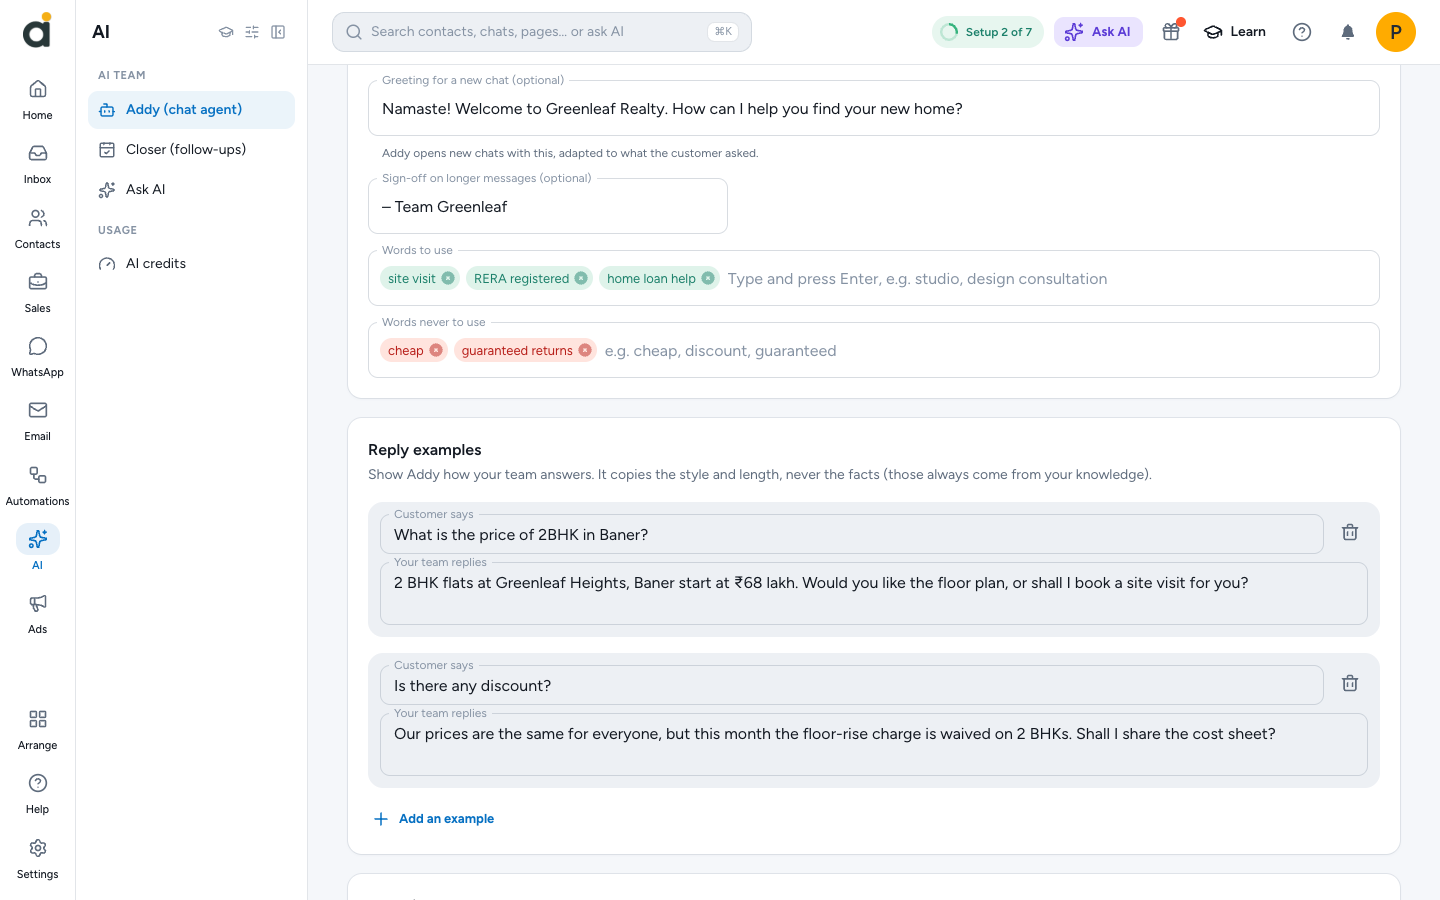 AI
Search contacts, chats, pages... or ask AI
⌘K
Setup 2 of 7
Ask AI
Learn
P
Home
Inbox
Contacts
Sales
WhatsApp
Email
Automations
AI
Ads
Arrange
Help
Settings
AI TEAM
Addy (chat agent)
Closer (follow-ups)
Ask AI
USAGE
AI credits
Greeting for a new chat (optional)
Namaste! Welcome to Greenleaf Realty. How can I help you find your new home?
Addy opens new chats with this, adapted to what the customer asked.
Sign-off on longer messages (optional)
– Team Greenleaf
Words to use
site visit
RERA registered
home loan help
Type and press Enter, e.g. studio, design consultation
Words never to use
cheap
guaranteed returns
e.g. cheap, discount, guaranteed
Reply examples
Show Addy how your team answers. It copies the style and length, never the facts (those always come from your knowledge).
Customer says
What is the price of 2BHK in Baner?
Your team replies
2 BHK flats at Greenleaf Heights, Baner start at ₹68 lakh. Would you like the floor plan, or shall I book a site visit for you?
Customer says
Is there any discount?
Your team replies
Our prices are the same for everyone, but this month the floor-rise charge is waived on 2 BHKs. Shall I share the cost sheet?
Add an example